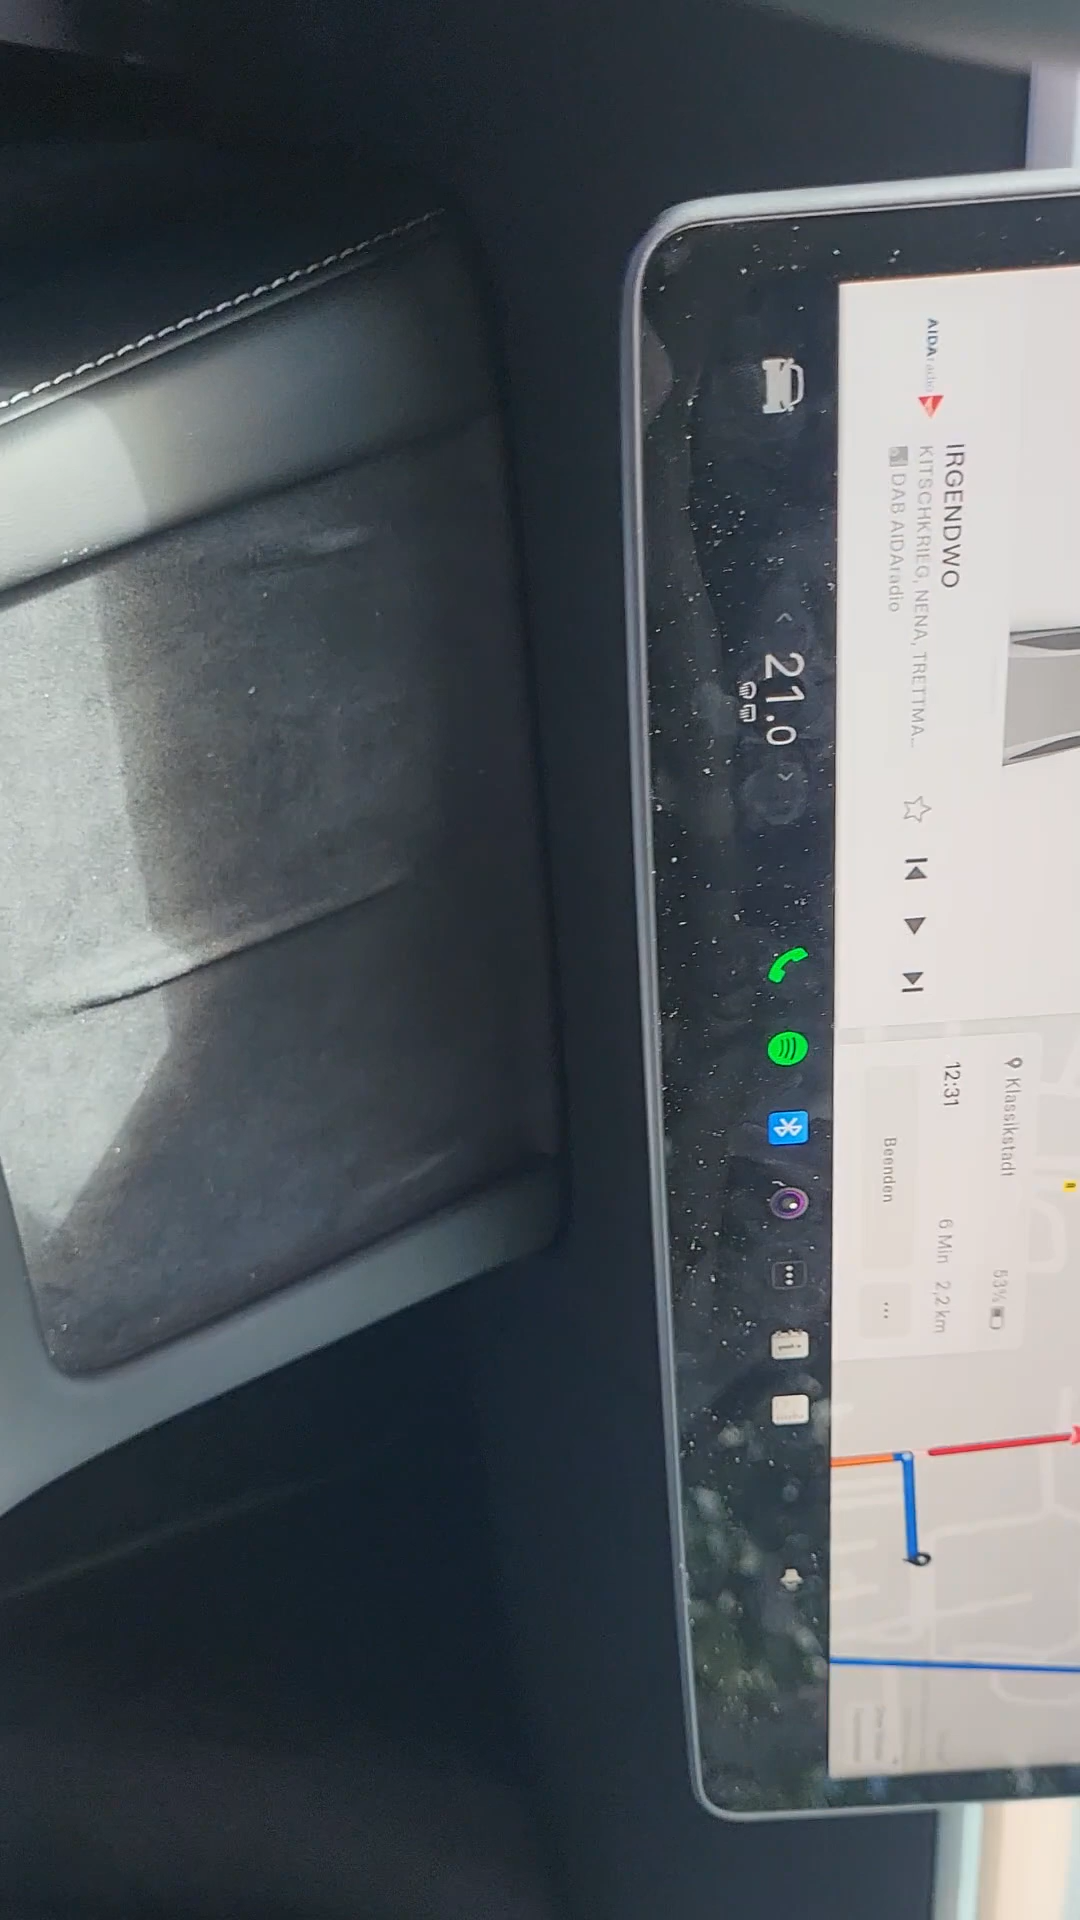 AIDAradio
IRGENDWO
KITSCHKRIEG, NENA, TRETTMA...
DAB AIDAradio
Klassikstadt
53%
12:31
6 Min
2,2 km
Beenden
...
21.0